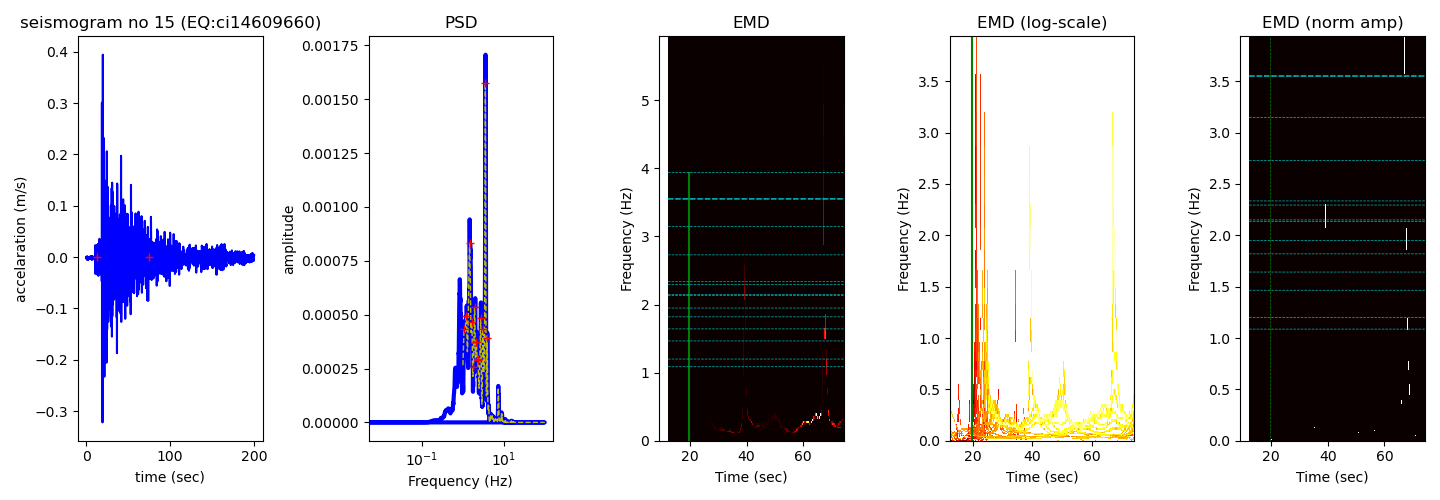 seismogram no 15 (EQ:ci14609660)
accelaration (m/s)
0.4
0.3
0.2
0.1
0.0
−0.1
−0.2
−0.3
0 100 200
time (sec)
PSD
amplitude
0.00175
0.00150
0.00125
0.00100
0.00075
0.00050
0.00025
0.00000
10⁻¹ 10¹
Frequency (Hz)
EMD
Frequency (Hz)
5
4
3
2
1
0
20 40 60
Time (sec)
EMD (log-scale)
Frequency (Hz)
3.5
3.0
2.5
2.0
1.5
1.0
0.5
0.0
20 40 60
Time (sec)
EMD (norm amp)
Frequency (Hz)
3.5
3.0
2.5
2.0
1.5
1.0
0.5
0.0
20 40 60
Time (sec)